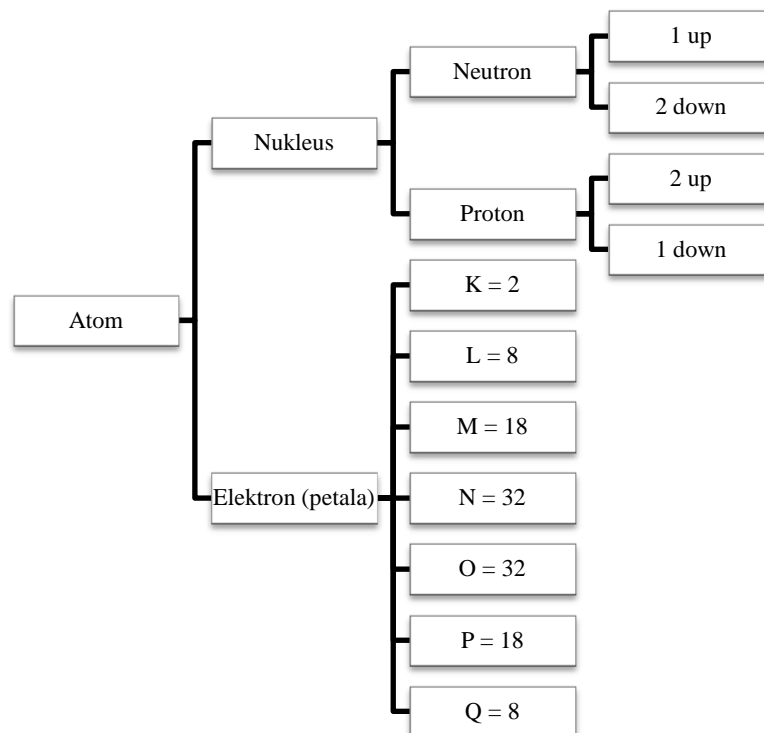 Atom
Nukleus
Neutron
1 up
2 down
Proton
2 up
1 down
Elektron (petala)
K = 2
L = 8
M = 18
N = 32
O = 32
P = 18
Q = 8